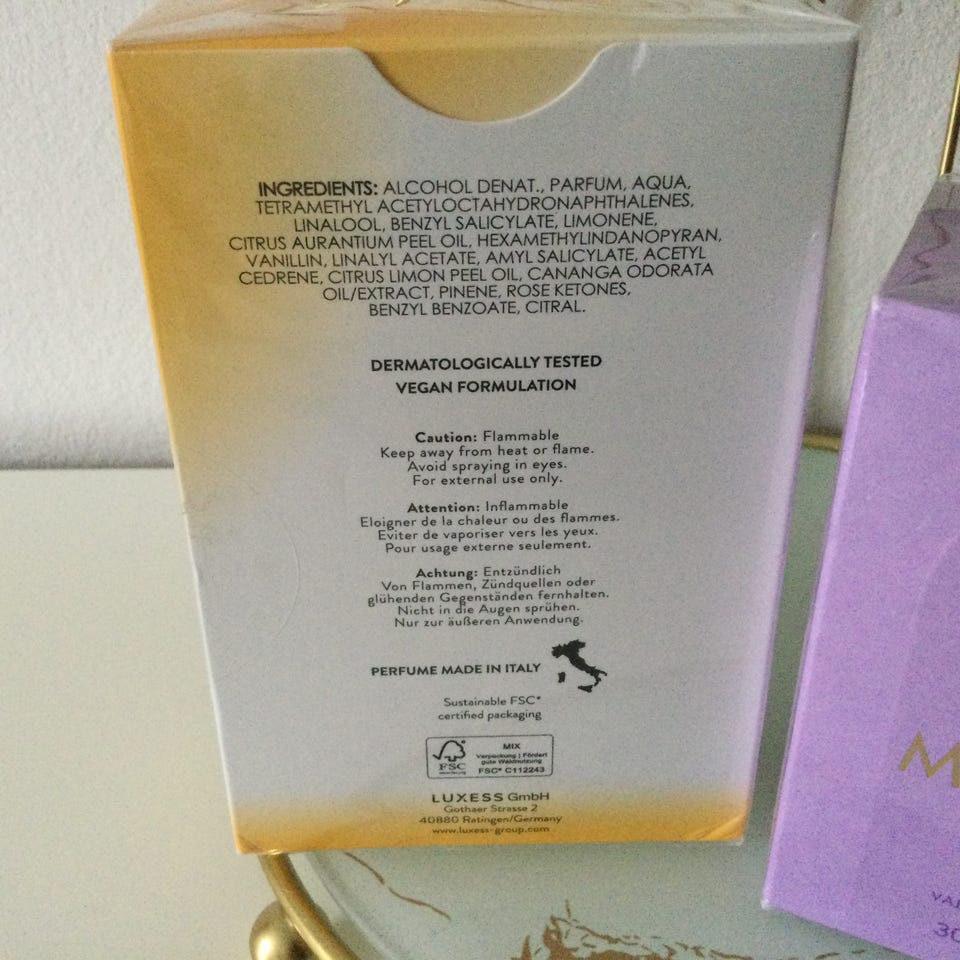 INGREDIENTS: ALCOHOL DENAT., PARFUM, AQUA,
TETRAMETHYL ACETYLOCTAHYDRONAPHTHALENES,
LINALOOL, BENZYL SALICYLATE, LIMONENE,
CITRUS AURANTIUM PEEL OIL, HEXAMETHYLINDANOPYRAN,
VANILLIN, LINALYL ACETATE, AMYL SALICYLATE, ACETYL
CEDRENE, CITRUS LIMON PEEL OIL, CANANGA ODORATA
OIL/EXTRACT, PINENE, ROSE KETONES,
BENZYL BENZOATE, CITRAL.
DERMATOLOGICALLY TESTED
VEGAN FORMULATION
Caution: Flammable
Keep away from heat or flame.
Avoid spraying in eyes.
For external use only.
Attention: Inflammable
Eloigner de la chaleur ou des flammes.
Eviter de vaporiser vers les yeux.
Pour usage externe seulement.
Achtung: Entzündlich
Von Flammen, Zündquellen oder
glühenden Gegenständen fernhalten.
Nicht in die Augen sprühen.
Nur zur äußeren Anwendung.
PERFUME MADE IN ITALY
Sustainable FSC®
certified packaging
FSC
MIX
Verpackung | Fördert
gute Waldnutzung
FSC® C112243
LUXESS GmbH
Gothaer Strasse 2
40880 Ratingen/Germany
www.luxess-group.com
M
VA
30